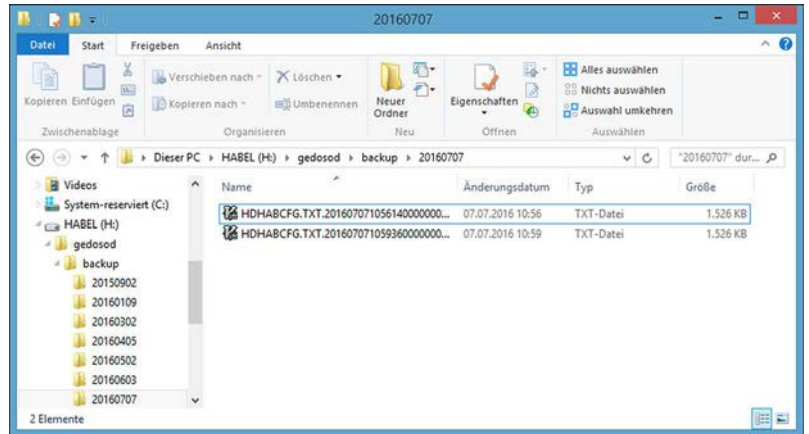 20160707
Datei Start Freigeben Ansicht
Kopieren Einfügen
Verschieben nach
Kopieren nach
Löschen
Umbenennen
Neuer
Ordner
Eigenschaften
Alles auswählen
Nichts auswählen
Auswahl umkehren
Zwischenablage Organisieren Neu Öffnen Auswählen
Dieser PC HABEL (H:) gedosod backup 20160707 "20160707" dur...
Name Änderungsdatum Typ Größe
HDHABCFG.TXT.201607071056140000000... 07.07.2016 10:56 TXT-Datei 1.526 KB
HDHABCFG.TXT.201607071059360000000... 07.07.2016 10:59 TXT-Datei 1.526 KB
Videos
System-reserviert (C:)
HABEL (H:)
gedosod
backup
20150902
20160109
20160302
20160405
20160502
20160603
20160707
2 Elemente